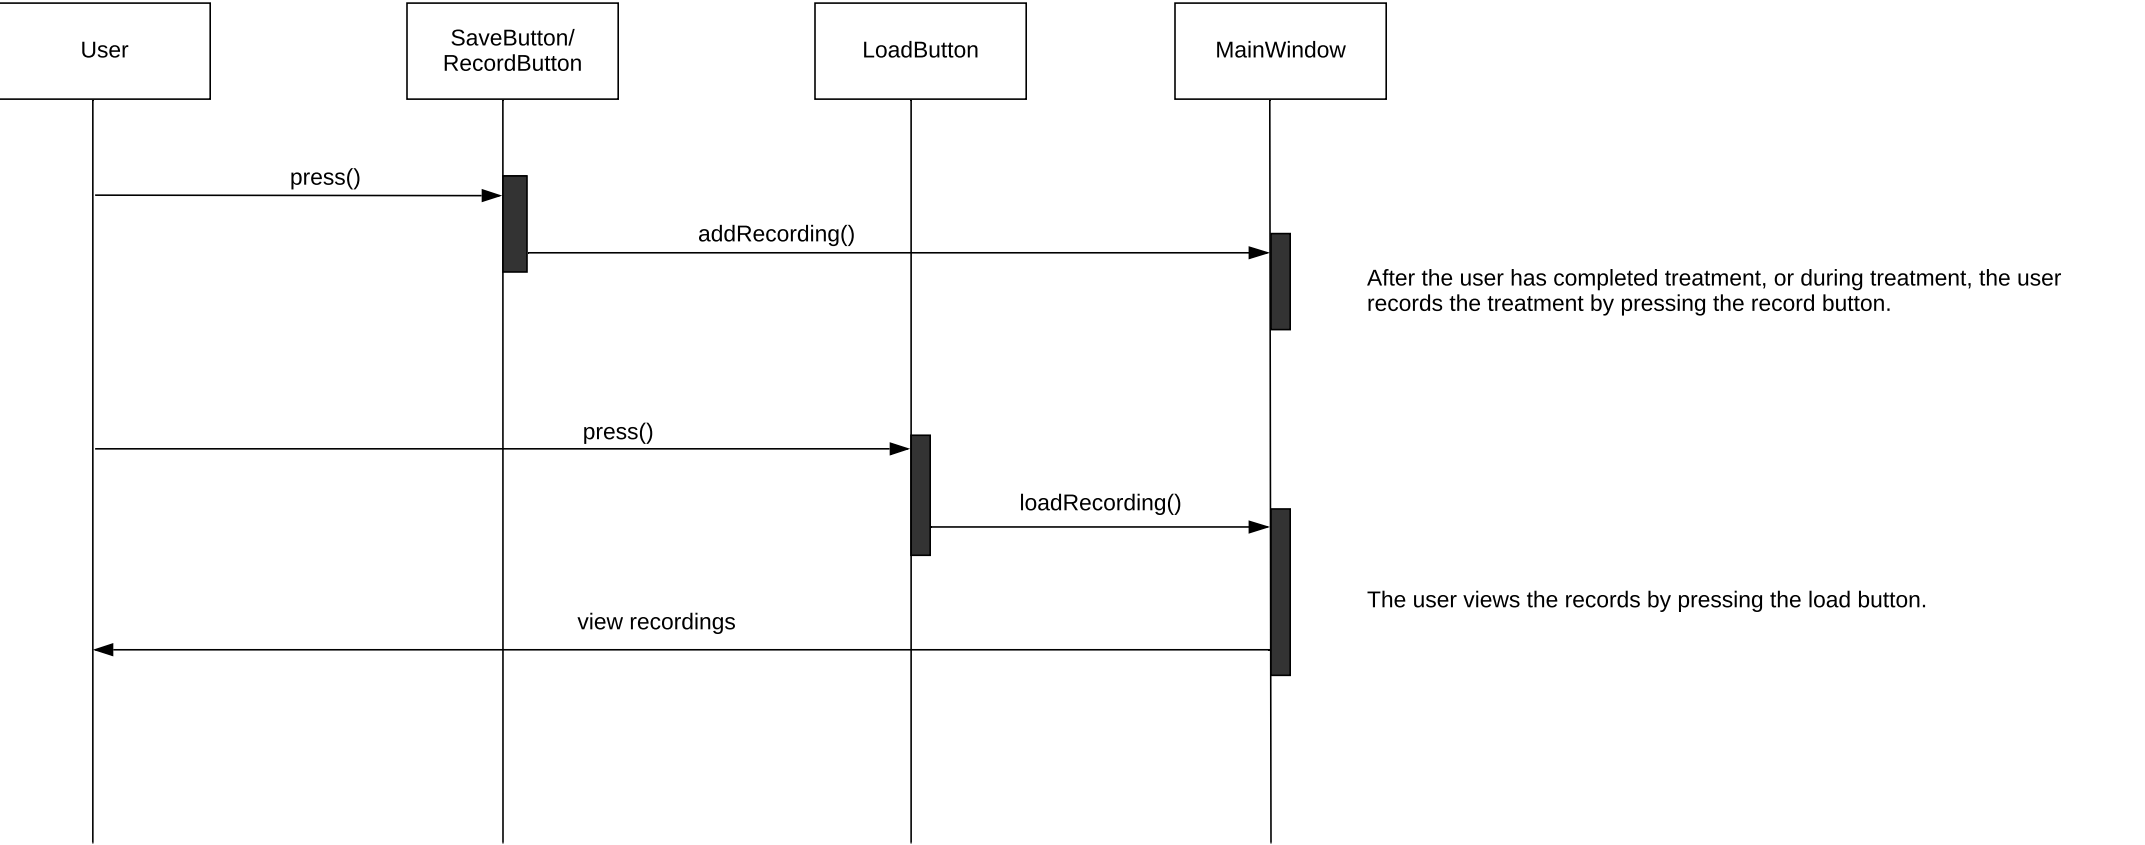 User
SaveButton/
RecordButton
LoadButton
MainWindow
press()
addRecording()
After the user has completed treatment, or during treatment, the user
records the treatment by pressing the record button.
press()
loadRecording()
The user views the records by pressing the load button.
view recordings